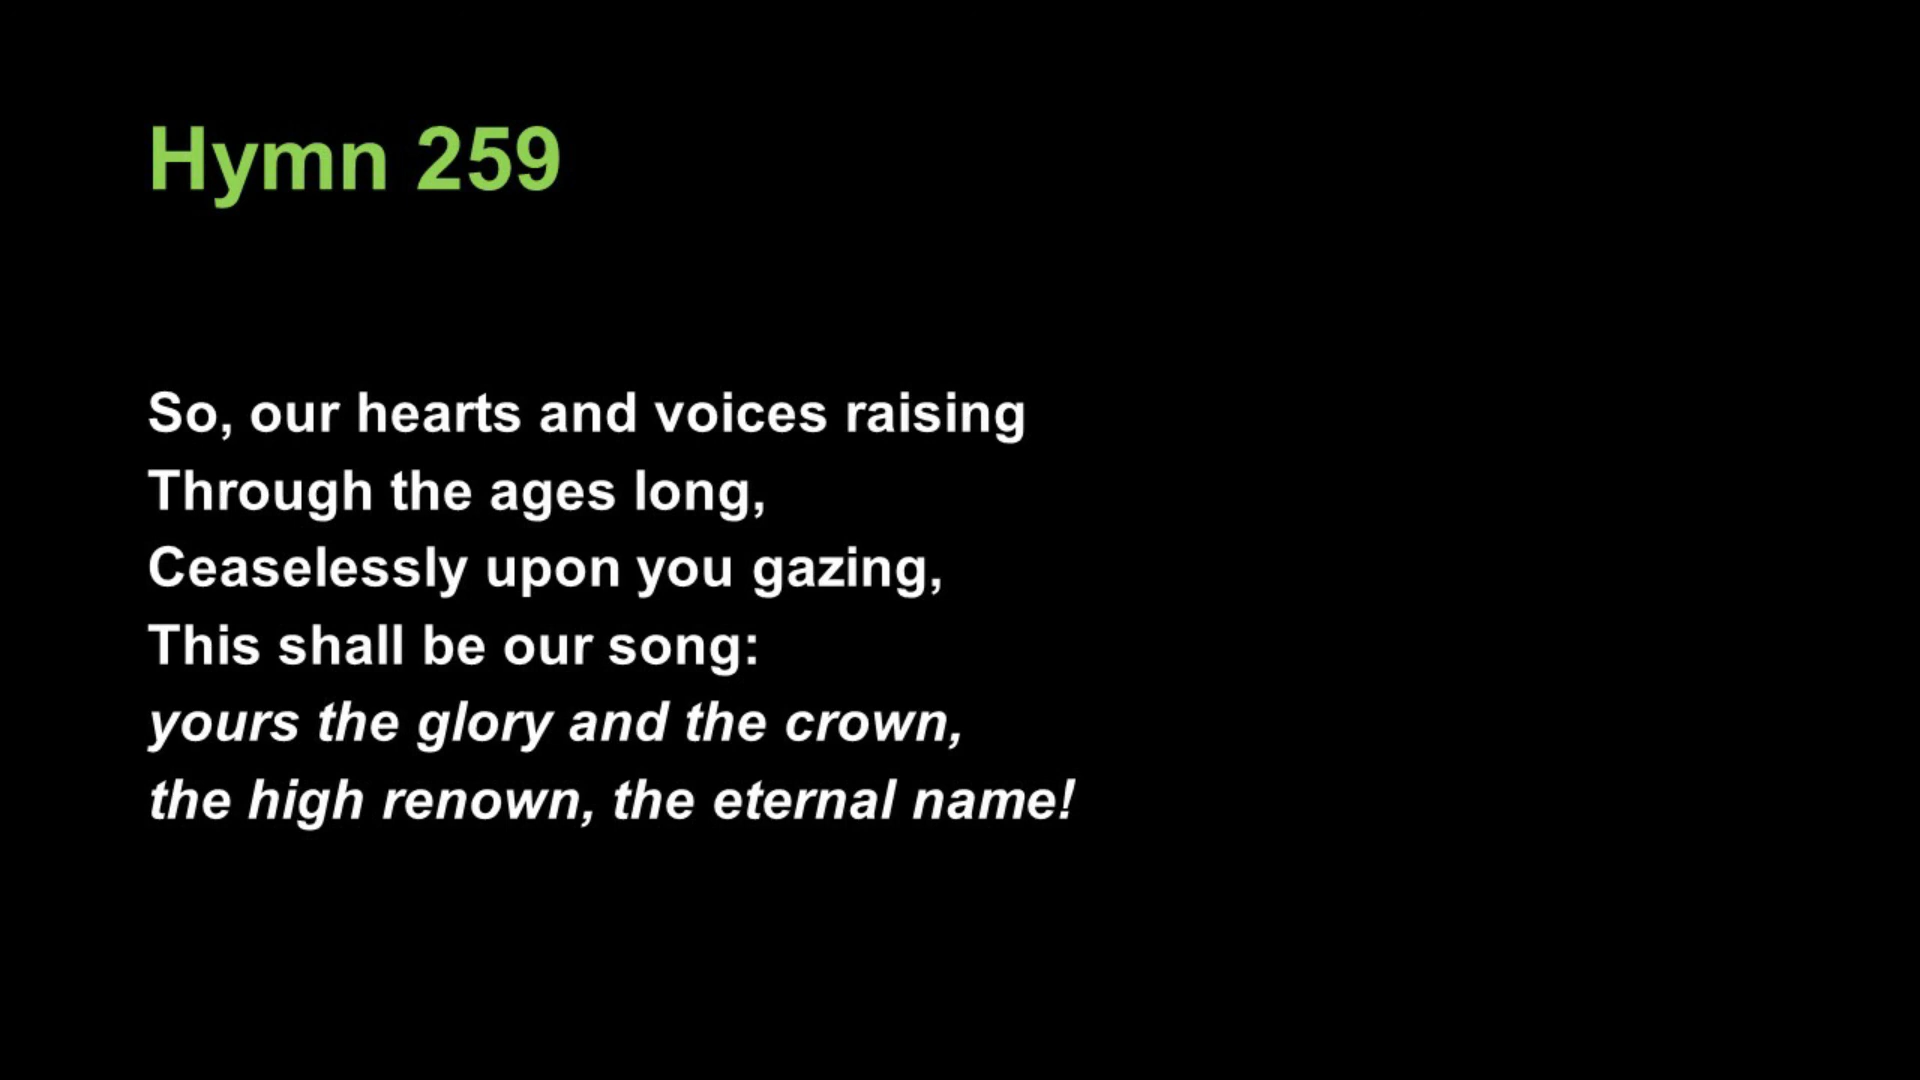 Hymn 259
So, our hearts and voices raising
Through the ages long,
Ceaselessly upon you gazing,
This shall be our song:
yours the glory and the crown,
the high renown, the eternal name!